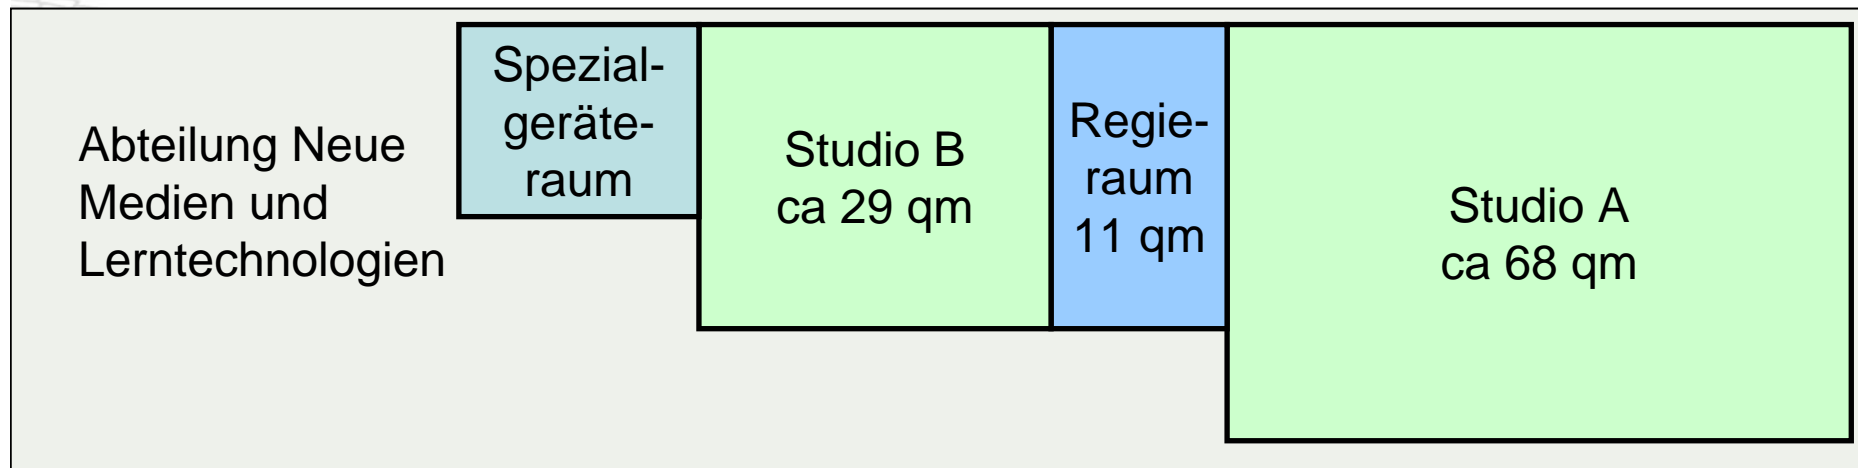 Abteilung Neue
Medien und
Lerntechnologien
Spezial-
geräte-
raum
Studio B
ca 29 qm
Regie-
raum
11 qm
Studio A
ca 68 qm